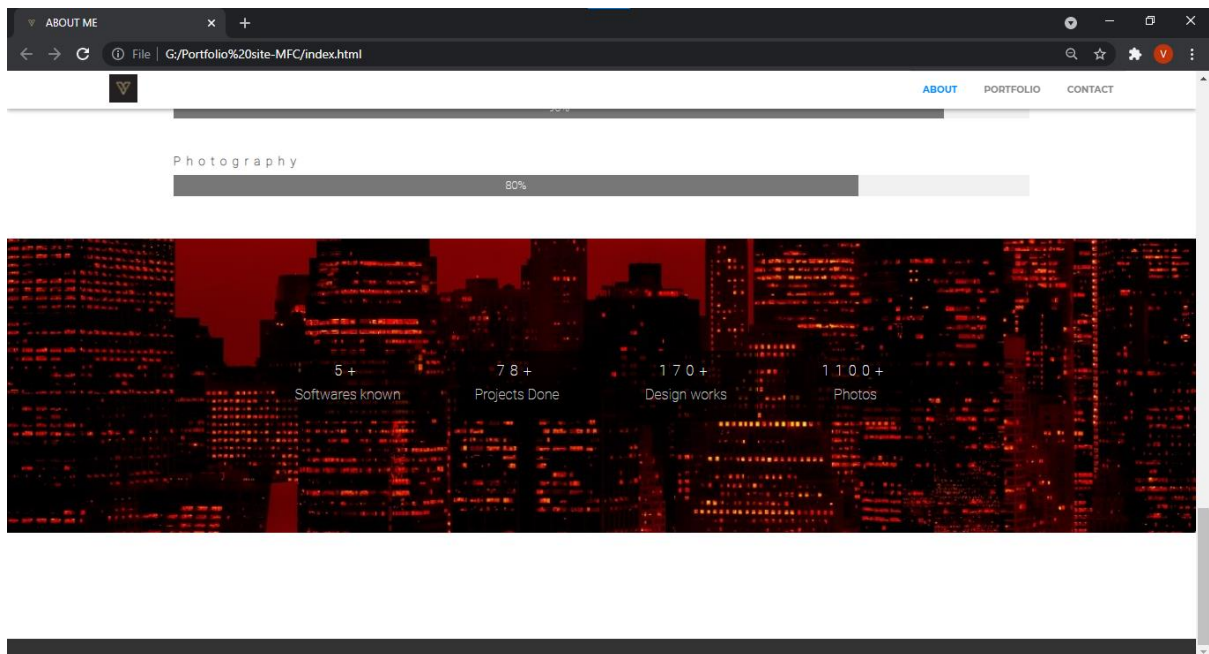 ABOUT ME
File
G:/Portfolio%20site-MFC/index.html
V
ABOUT PORTFOLIO CONTACT
Photography
80%
5+ 78+ 170+ 1100+
Softwares known Projects Done Design works Photos